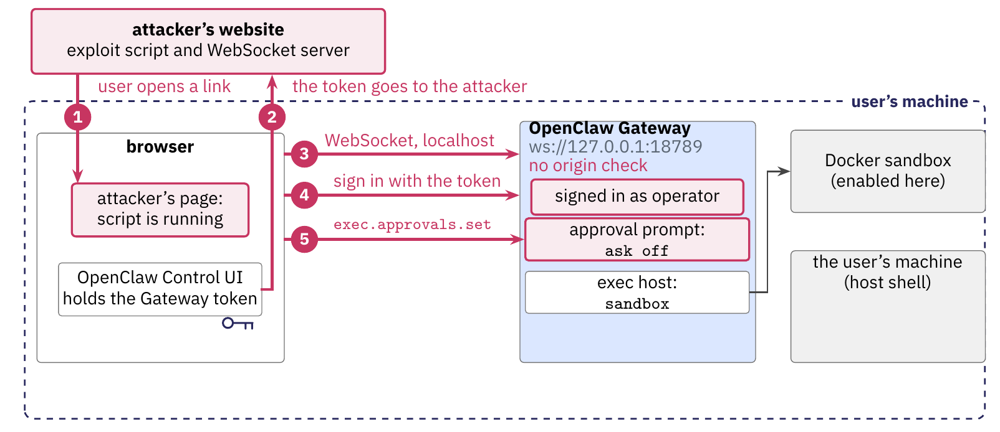 attacker’s website
exploit script and WebSocket server
user opens a link
the token goes to the attacker
user’s machine
1
2
browser
attacker’s page:
script is running
OpenClaw Control UI
holds the Gateway token
3
WebSocket, localhost
4
sign in with the token
5
exec.approvals.set
OpenClaw Gateway
ws://127.0.0.1:18789
no origin check
signed in as operator
approval prompt:
ask off
exec host:
sandbox
Docker sandbox
(enabled here)
the user’s machine
(host shell)